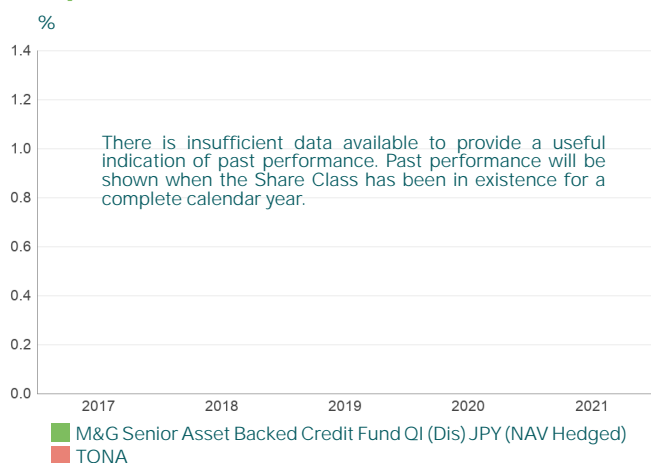 %
1.4
1.2
There is insufficient data available to provide a useful
1.0
indication of past performance. Past performance will be
shown when the Share Class has been in existence for a
0.8
complete calendar year.
0.6
0.4
0.2
0.0
2017 2018 2019 2020 2021
M&G Senior Asset Backed Credit Fund QI (Dis) JPY (NAV Hedged)
TONA